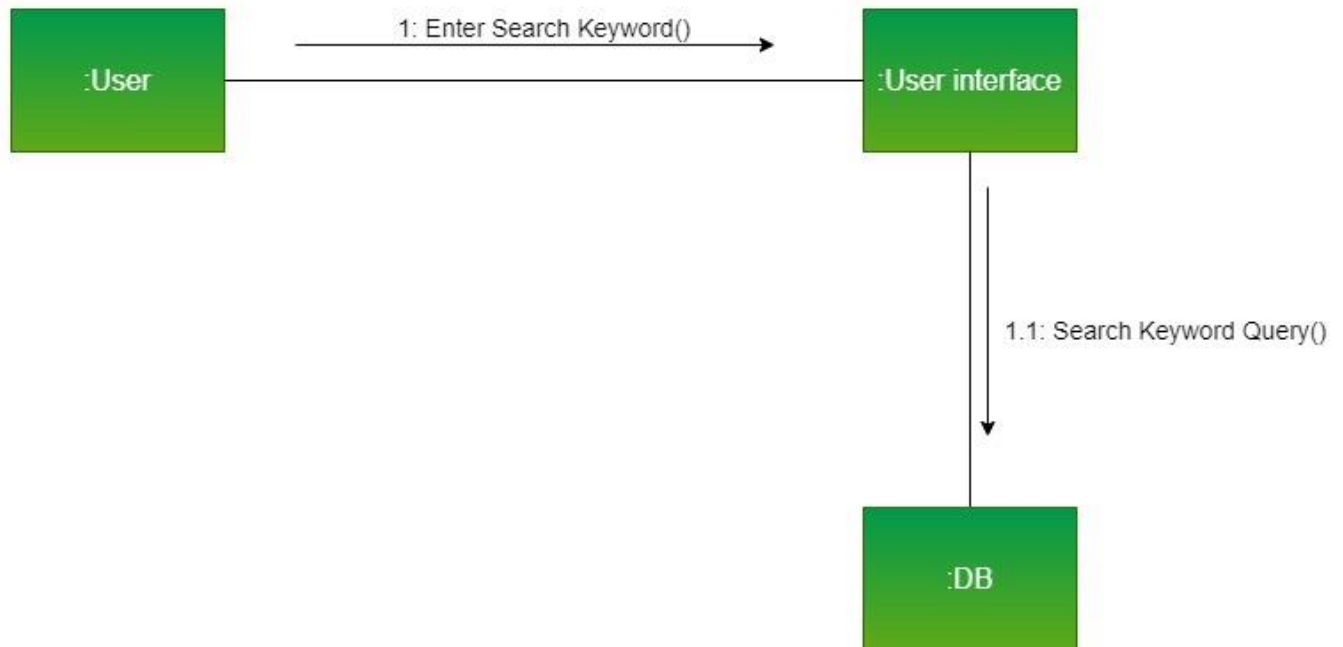 1: Enter Search Keyword()
:User
:User interface
1.1: Search Keyword Query()
:DB